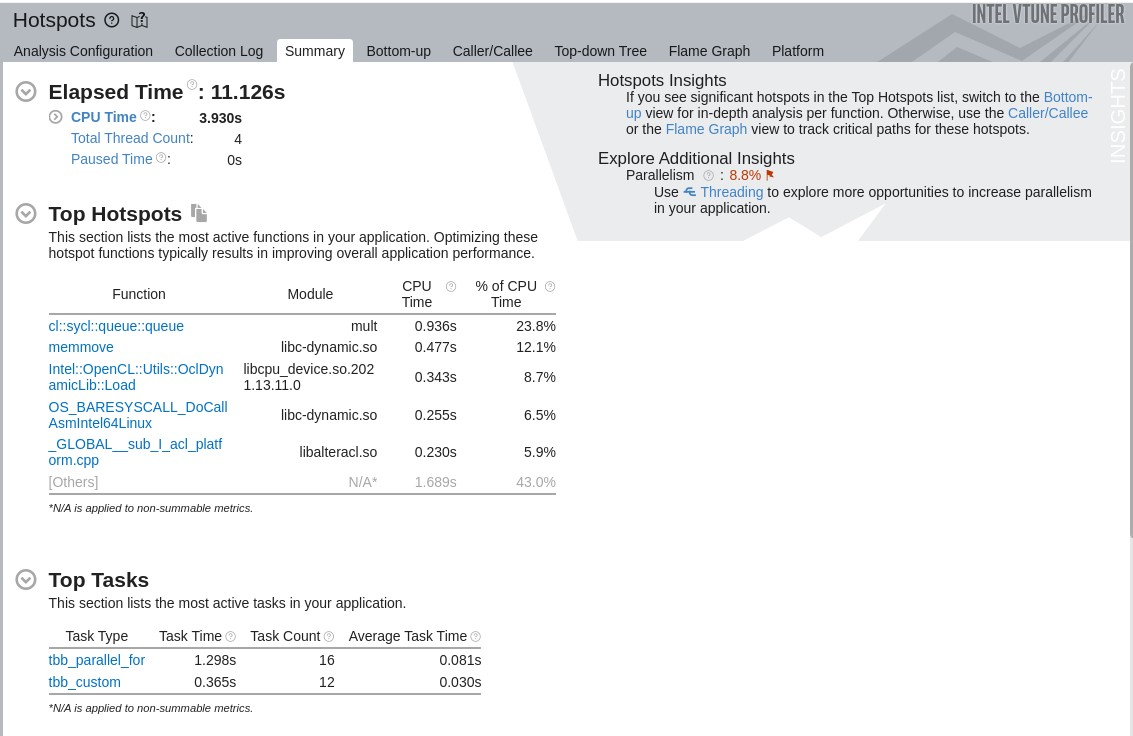 Hotspots
INTEL VTUNE PROFILER
Analysis Configuration Collection Log Summary Bottom-up Caller/Callee Top-down Tree Flame Graph Platform
Elapsed Time: 11.126s
CPU Time: 3.930s
Total Thread Count: 4
Paused Time: 0s
Hotspots Insights
If you see significant hotspots in the Top Hotspots list, switch to the Bottom-
up view for in-depth analysis per function. Otherwise, use the Caller/Callee
or the Flame Graph view to track critical paths for these hotspots.
Explore Additional Insights
Parallelism : 8.8%
Use Threading to explore more opportunities to increase parallelism
in your application.
INSIGHTS
Top Hotspots
This section lists the most active functions in your application. Optimizing these
hotspot functions typically results in improving overall application performance.
Function Module CPU Time % of CPU Time
cl::sycl::queue::queue mult 0.936s 23.8%
memmove libc-dynamic.so 0.477s 12.1%
Intel::OpenCL::Utils::OclDyn
amicLib::Load
libcpu_device.so.202
1.13.11.0
0.343s 8.7%
OS_BARESYSCALL_DoCall
AsmIntel64Linux
libc-dynamic.so 0.255s 6.5%
_GLOBAL__sub_I_acl_platf
orm.cpp
libalteracl.so 0.230s 5.9%
[Others] N/A* 1.689s 43.0%
*N/A is applied to non-summable metrics.
Top Tasks
This section lists the most active tasks in your application.
Task Type Task Time Task Count Average Task Time
tbb_parallel_for 1.298s 16 0.081s
tbb_custom 0.365s 12 0.030s
*N/A is applied to non-summable metrics.